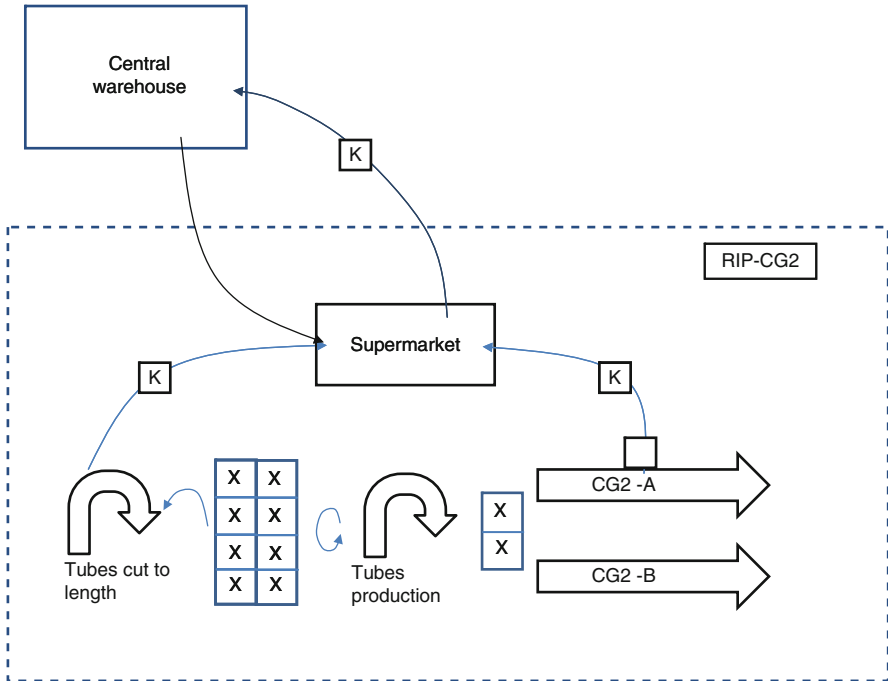 Central
warehouse
K
RIP-CG2
Supermarket
K
K
X X
X X
X X
X X
X
X
CG2 -A
CG2 -B
Tubes cut to
length
Tubes
production